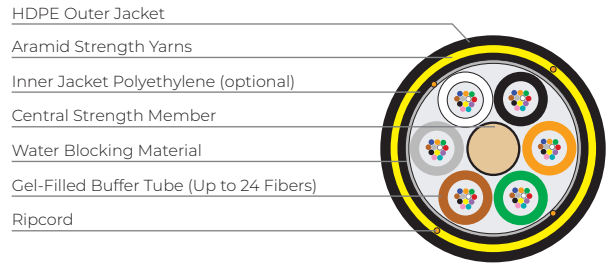 HDPE Outer Jacket
Aramid Strength Yarns
Inner Jacket Polyethylene (optional)
Central Strength Member
Water Blocking Material
Gel-Filled Buffer Tube (Up to 24 Fibers)
Ripcord